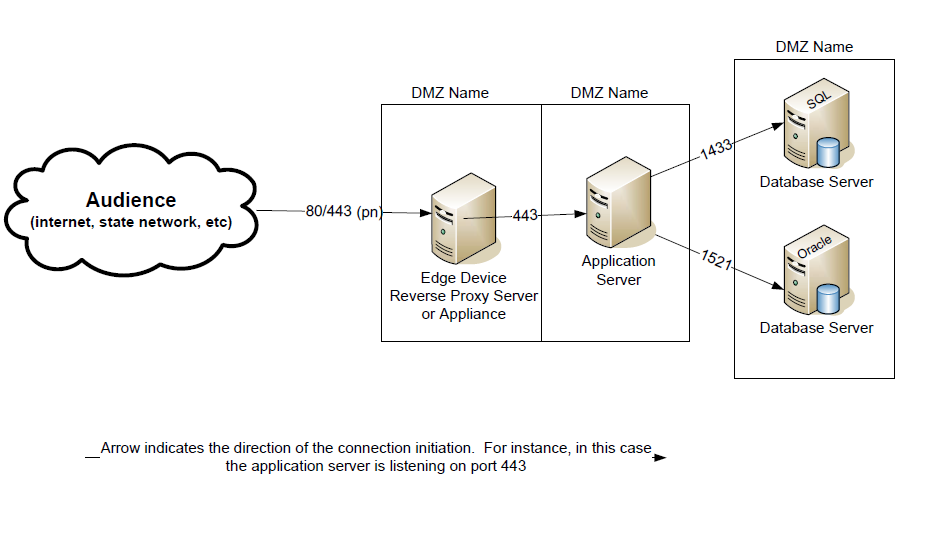 DMZ Name
DMZ Name
DMZ Name
SQL
1433
Database Server
Audience
(internet, state network, etc)
80/443 (pn)
443
Edge Device
Reverse Proxy Server
or Appliance
Application
Server
1521
Oracle
Database Server
Arrow indicates the direction of the connection initiation.  For instance, in this case
the application server is listening on port 443